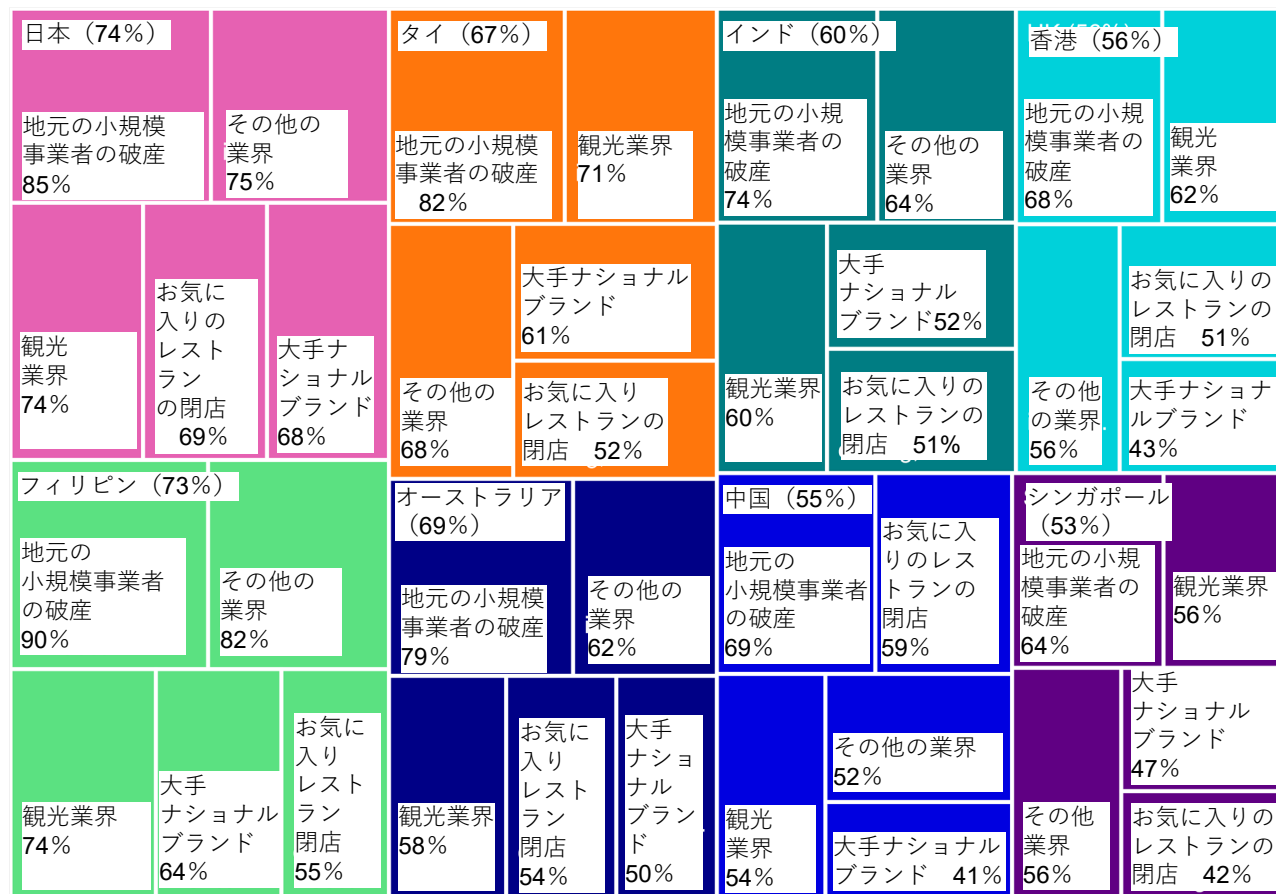 日本（74%）
地元の小規模
事業者の破産
85%
その他の
業界
75%
観光
業界
74%
お気に
入りの
レスト
ラン
の閉店
69%
大手ナ
ショナル
ブランド
68%
タイ（67%）
地元の小規模
事業者の破産
82%
観光業界
71%
その他の
業界
68%
大手ナショナル
ブランド
61%
お気に入り
レストランの
閉店　52%
インド（60%）
地元の小規
模事業者の
破産
74%
その他の
業界
64%
観光業界
60%
大手
ナショナル
ブランド52%
お気に入りの
レストランの
閉店　51%
香港（56%）
地元の小規
模事業者の
破産
68%
観光
業界
62%
その他
の業界
56%
お気に入りの
レストランの
閉店　51%
大手ナショナ
ルブランド
43%
フィリピン（73%）
地元の
小規模事業者
の破産
90%
その他の
業界
82%
観光業界
74%
大手
ナショナル
ブランド
64%
お気に
入り
レスト
ラン
閉店
55%
オーストラリア
（69%）
地元の小規模
事業者の破産
79%
その他の
業界
62%
観光業界
58%
お気に
入り
レスト
ラン
閉店
54%
大手
ナショ
ナル
ブラン
ド
50%
中国（55%）
地元の
小規模事業者
の破産
69%
お気に入
りのレス
トランの
閉店
59%
観光
業界
54%
その他の業界
52%
大手ナショナル
ブランド　41%
シンガポール
（53%）
地元の小規
模事業者の
破産
64%
観光業界
56%
その他
業界
56%
大手
ナショナル
ブランド
47%
お気に入りの
レストランの
閉店　42%